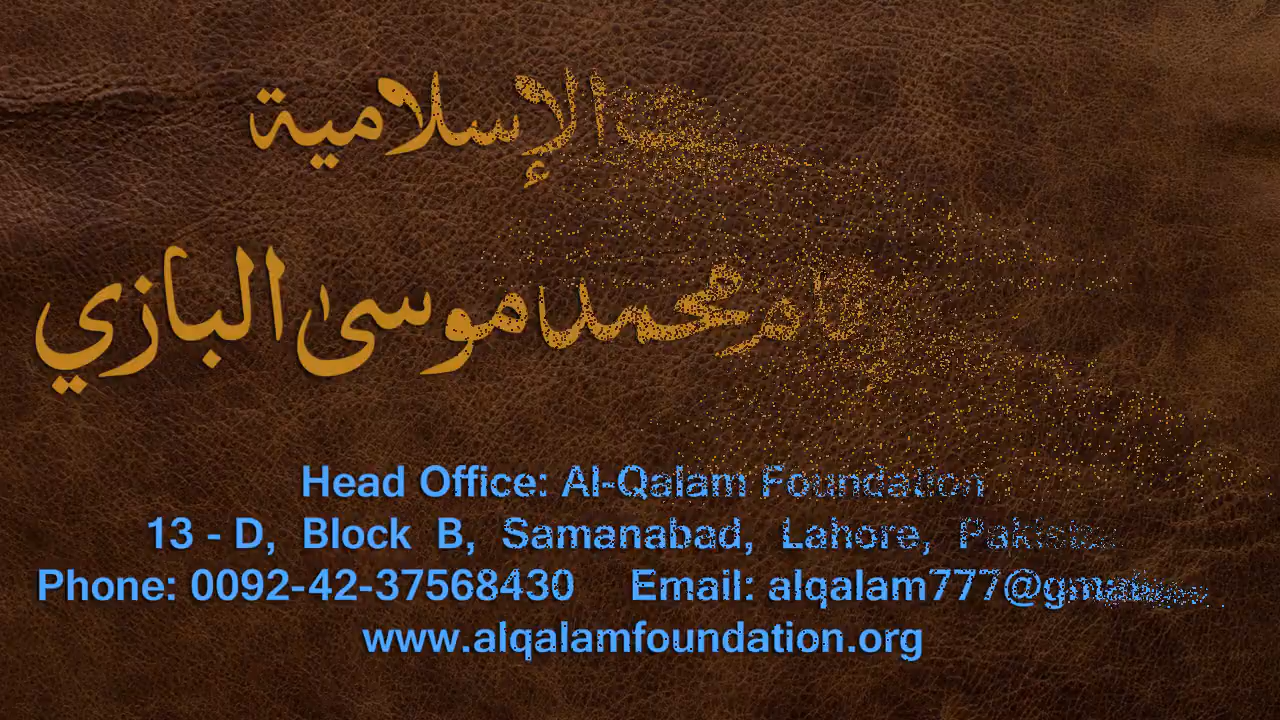 الإسلامية
محمد موسىٰ البازي
Head Office: Al-Qalam Foundation
13 - D, Block B, Samanabad, Lahore,
Phone: 0092-42-37568430 Email:
www.alqalamfoundation.org